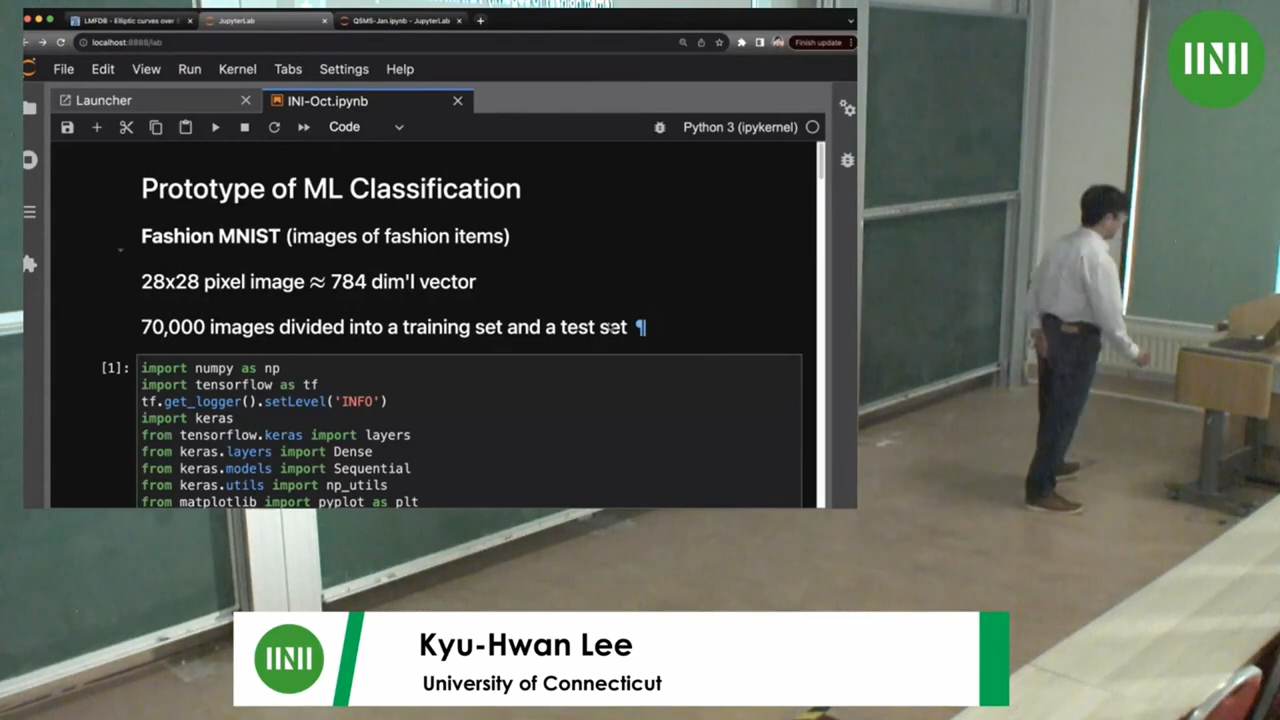 LMFDB - Elliptic curves over
JupyterLab
QSMS-Jan.ipynb - JupyterLab
localhost:8888/lab
Finish update
File Edit View Run Kernel Tabs Settings Help
Launcher
INI-Oct.ipynb
Code
Python 3 (ipykernel)
Prototype of ML Classification
Fashion MNIST (images of fashion items)
28x28 pixel image ≈ 784 dim'l vector
70,000 images divided into a training set and a test set ¶
[1]:
import numpy as np
import tensorflow as tf
tf.get_logger().setLevel('INFO')
import keras
from tensorflow.keras import layers
from keras.layers import Dense
from keras.models import Sequential
from keras.utils import np_utils
from matplotlib import pyplot as plt
Kyu-Hwan Lee
University of Connecticut